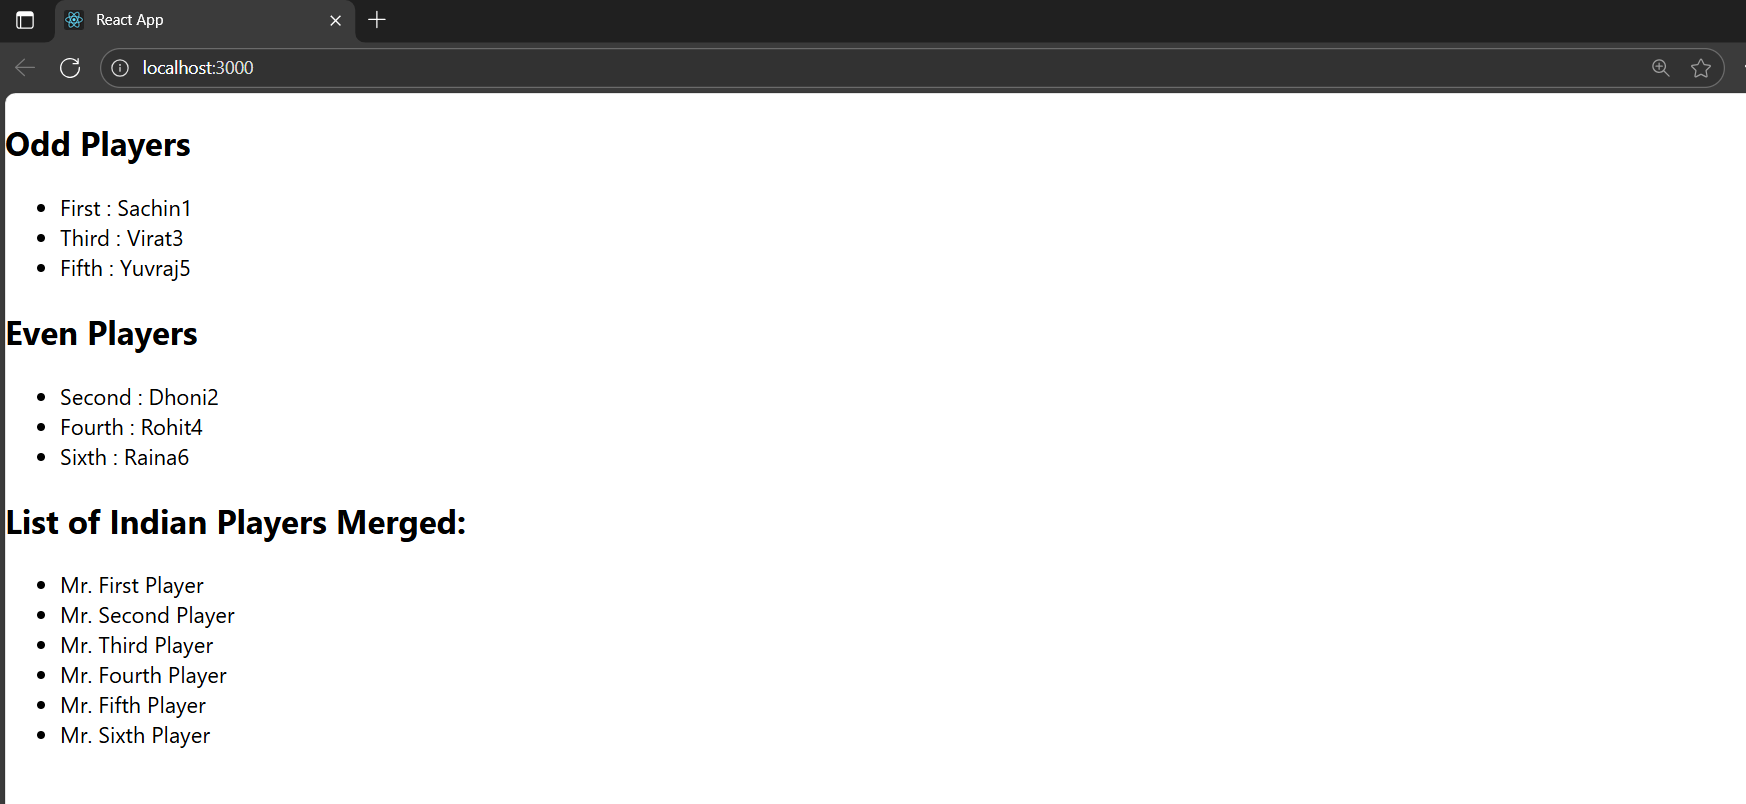 React App
localhost:3000
Odd Players
First : Sachin1
Third : Virat3
Fifth : Yuvraj5
Even Players
Second : Dhoni2
Fourth : Rohit4
Sixth : Raina6
List of Indian Players Merged:
Mr. First Player
Mr. Second Player
Mr. Third Player
Mr. Fourth Player
Mr. Fifth Player
Mr. Sixth Player